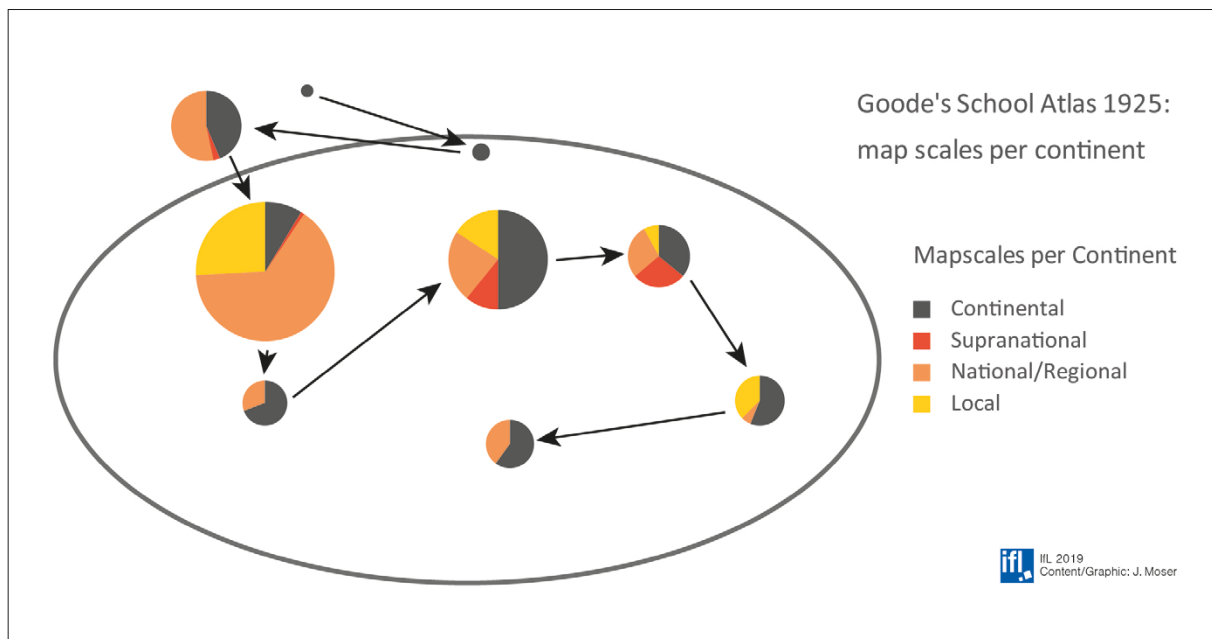 Goode's School Atlas 1925:
map scales per continent
Mapscales per Continent
Continental
Supranational
National/Regional
Local
ifl.
IfL 2019
Content/Graphic: J. Moser